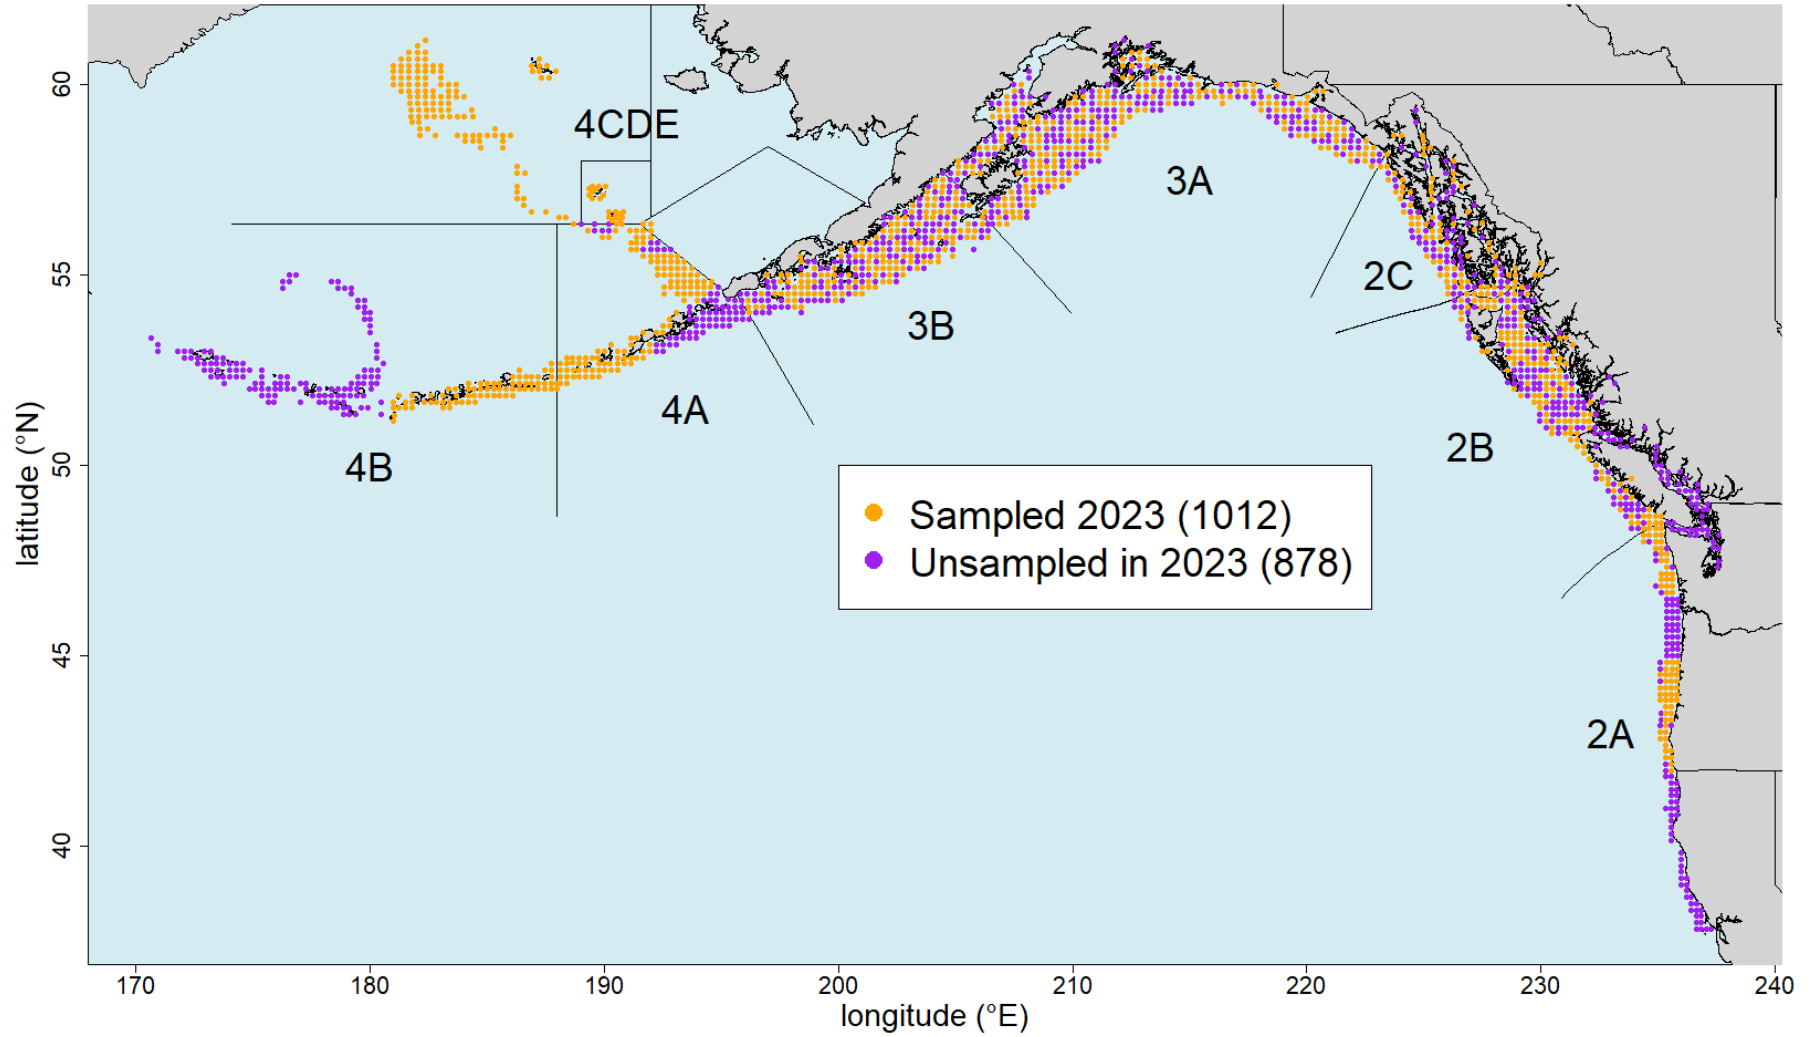 60
55
50
45
40
latitude (°N)
4CDE
3A
2C
3B
4A
2B
4B
Sampled 2023 (1012)
Unsampled in 2023 (878)
2A
170
180
190
200
210
220
230
240
longitude (°E)